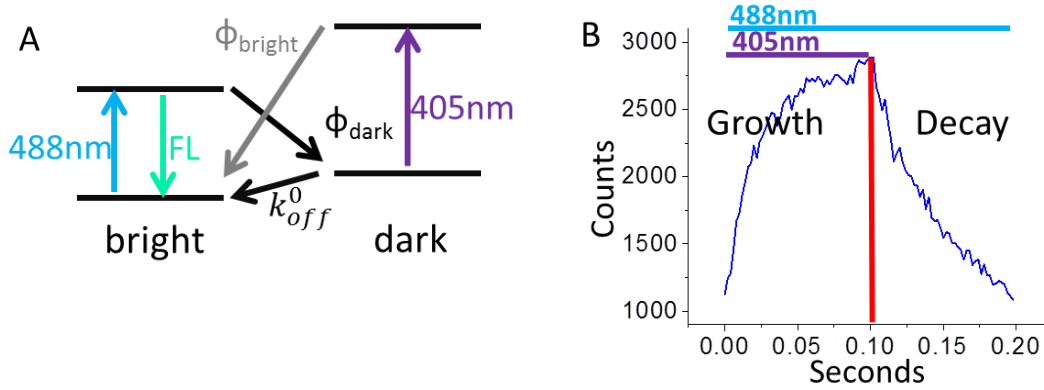 A
ϕbright
ϕdark
405nm
488nm
FL
k⁰off
bright
dark
B
488nm
405nm
3000
2500
2000
1500
1000
Counts
Growth
Decay
0.00
0.05
0.10
0.15
0.20
Seconds